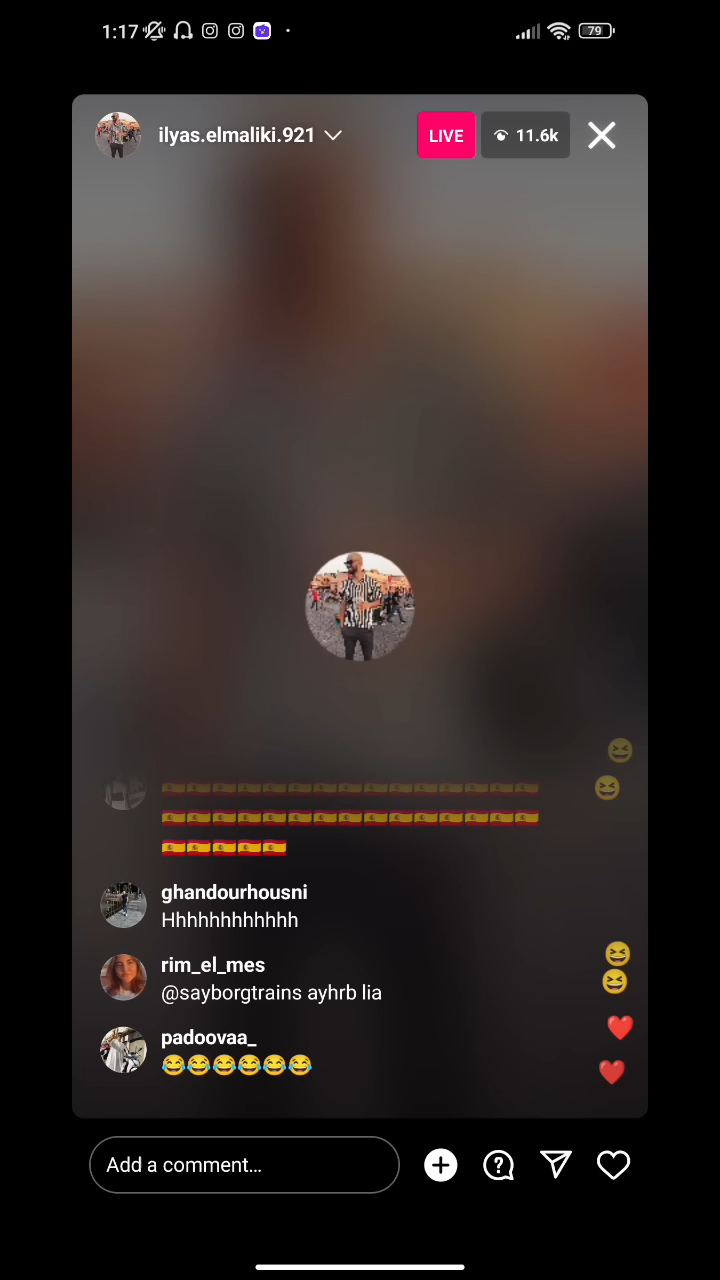 1:17
79
ilyas.elmaliki.921
LIVE
11.6k
🇪🇸🇪🇸🇪🇸🇪🇸🇪🇸🇪🇸🇪🇸🇪🇸🇪🇸🇪🇸🇪🇸🇪🇸🇪🇸🇪🇸🇪🇸
🇪🇸🇪🇸🇪🇸🇪🇸🇪🇸🇪🇸🇪🇸🇪🇸🇪🇸🇪🇸🇪🇸🇪🇸🇪🇸🇪🇸🇪🇸
🇪🇸🇪🇸🇪🇸🇪🇸🇪🇸
ghandourhousni
Hhhhhhhhhhhh
rim_el_mes
@sayborgtrains ayhrb lia
padoovaa_
😂😂😂😂😂😂
Add a comment...